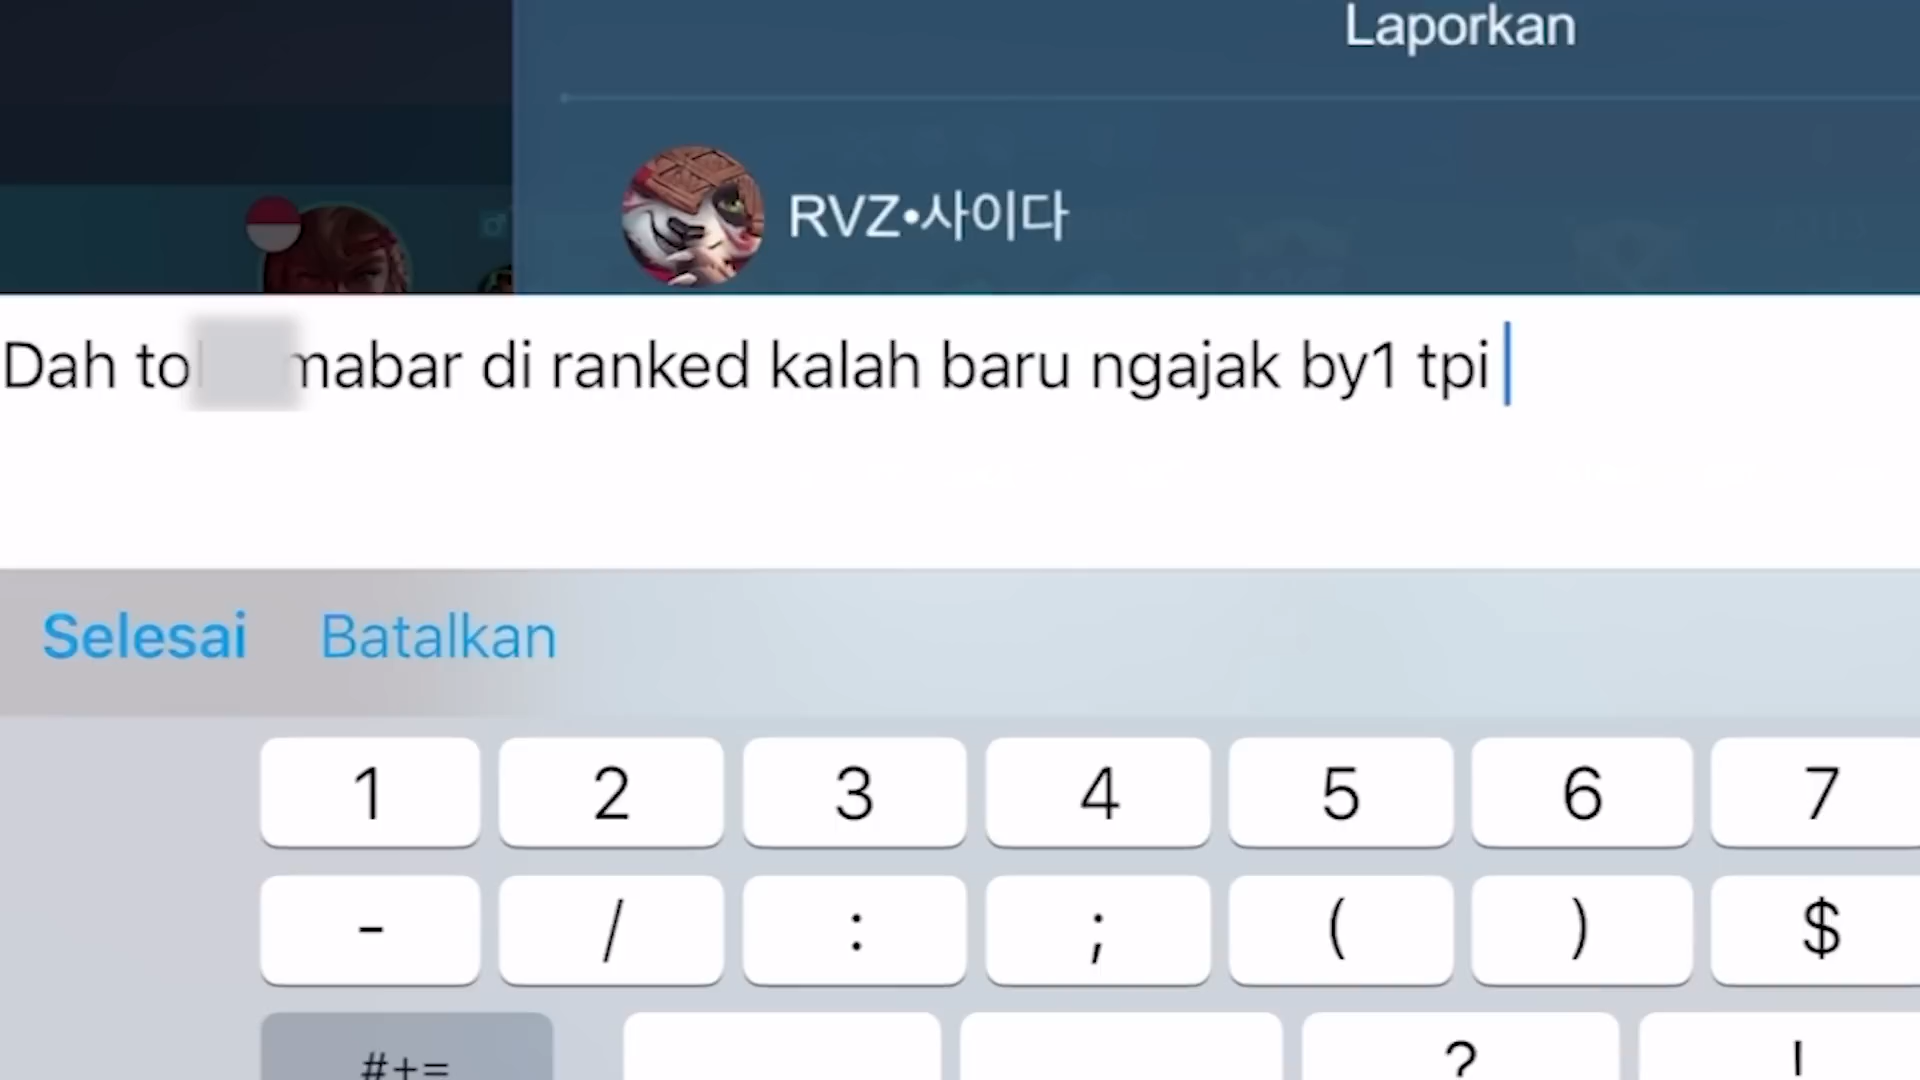 Laporkan
RVZ•사이다
Dah mabar di ranked kalah baru ngajak by1 tpi
Selesai Batalkan
1 2 3 4 5 6 7
- / : ; ( ) $
#+= ? !